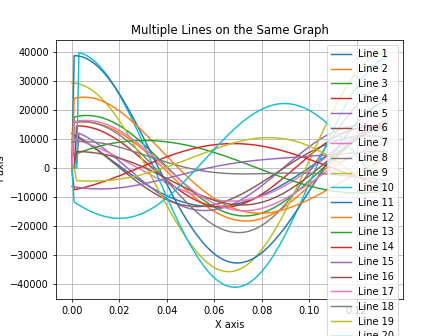 Multiple Lines on the Same Graph
40000
30000
20000
10000
0
−10000
−20000
−30000
−40000
0.00
0.02
0.04
0.06
0.08
0.10
X axis
axis
Line 1
Line 2
Line 3
Line 4
Line 5
Line 6
Line 7
Line 8
Line 9
Line 10
Line 11
Line 12
Line 13
Line 14
Line 15
Line 16
Line 17
Line 18
Line 19
Line 20